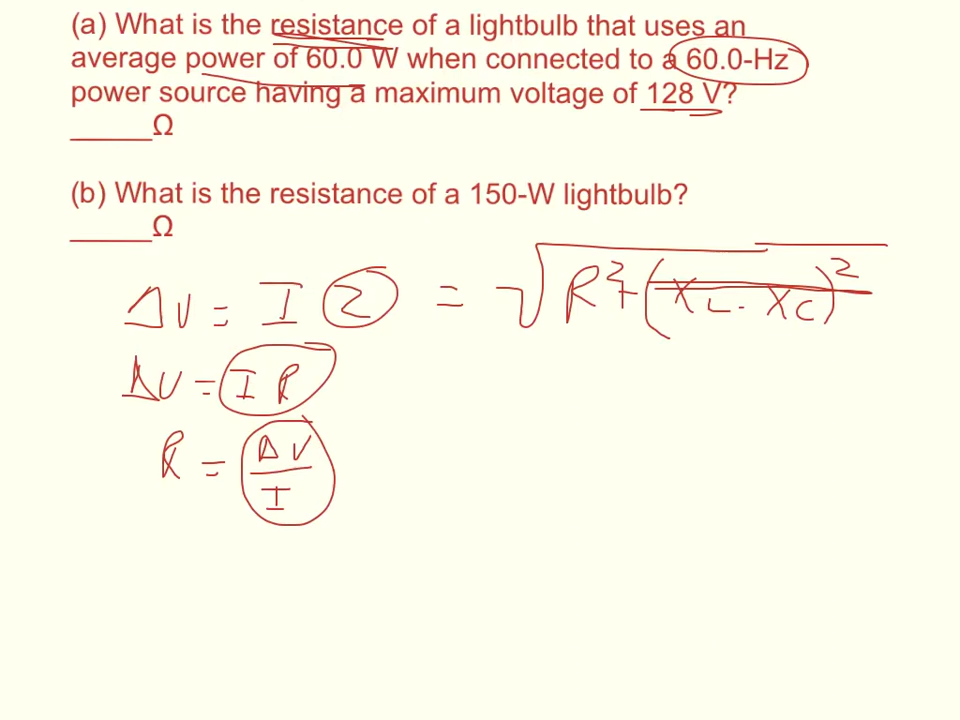 (a) What is the resistance of a lightbulb that uses an
average power of 60.0 W when connected to a 60.0-Hz
power source having a maximum voltage of 128 V?
______Ω
(b) What is the resistance of a 150-W lightbulb?
______Ω
ΔV = I Z = √R² + (XL - XC)²
ΔV = I R
R = ΔV / I